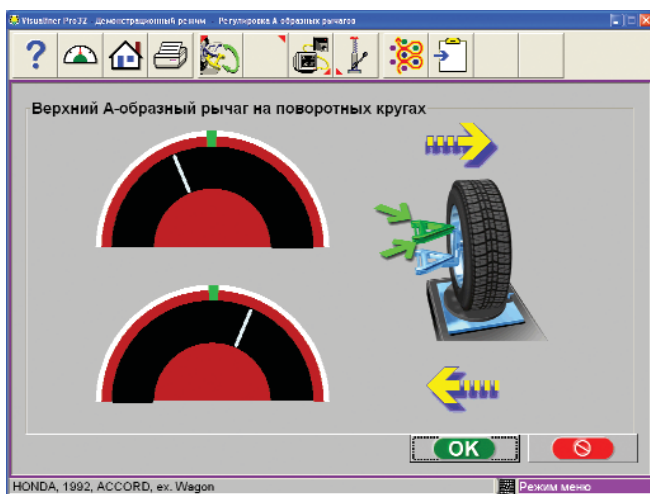 Visualiner Pro32 Демонстрационный режим - Регулировка А образных рычагов
?
Верхний А-образный рычаг на поворотных кругах
OK
HONDA, 1992, ACCORD, ex. Wagon
Режим меню